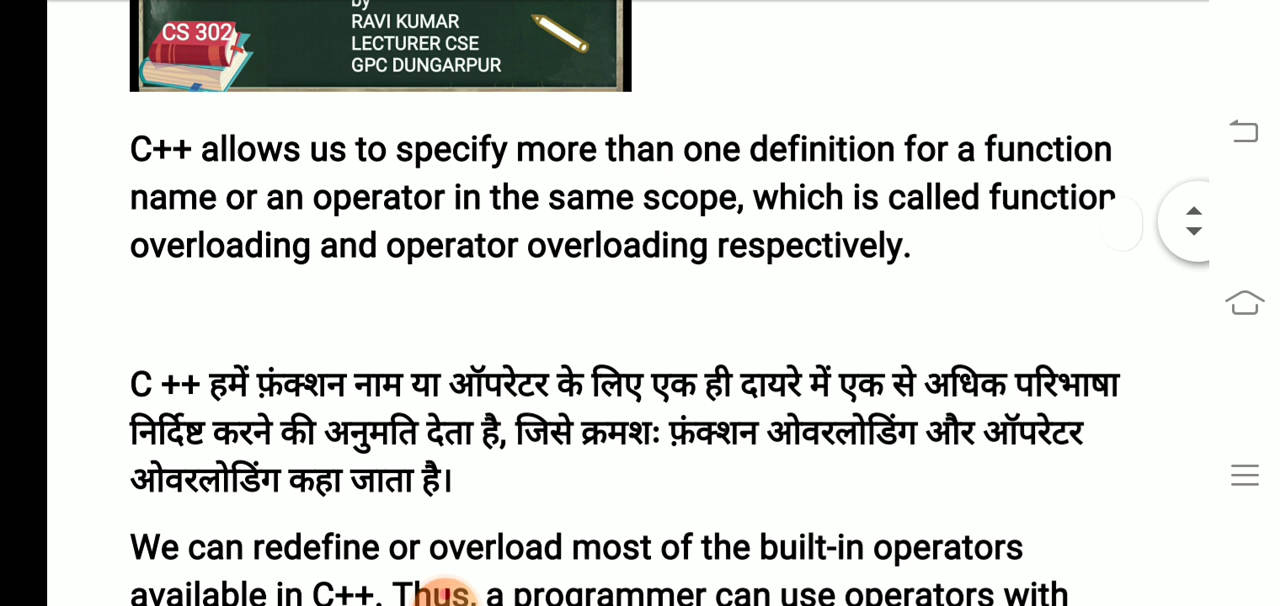 by
CS 302
RAVI KUMAR
LECTURER CSE
GPC DUNGARPUR
C++ allows us to specify more than one definition for a function
name or an operator in the same scope, which is called function
overloading and operator overloading respectively.
C ++ हमें फ़ंक्शन नाम या ऑपरेटर के लिए एक ही दायरे में एक से अधिक परिभाषा
निर्दिष्ट करने की अनुमति देता है, जिसे क्रमशः फ़ंक्शन ओवरलोडिंग और ऑपरेटर
ओवरलोडिंग कहा जाता है।
We can redefine or overload most of the built-in operators
available in C++. Thus, a programmer can use operators with